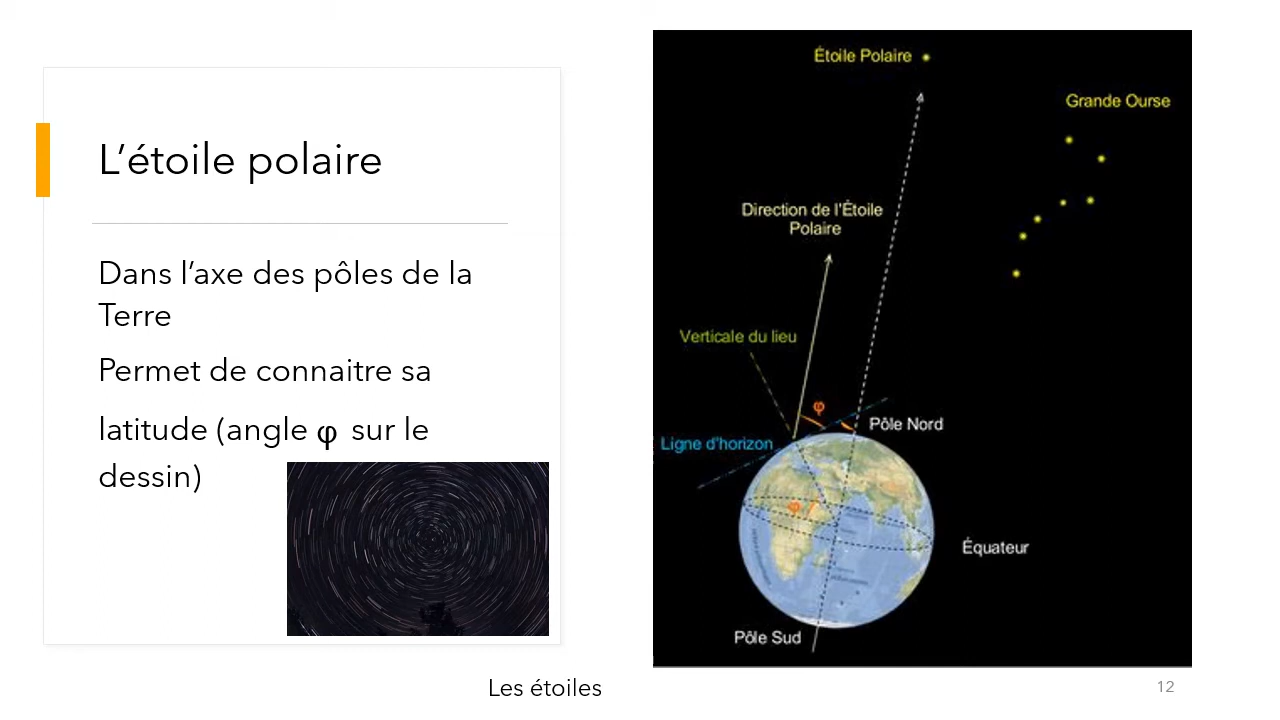 L’étoile polaire
Dans l’axe des pôles de la
Terre
Permet de connaitre sa
latitude (angle φ sur le
dessin)
Étoile Polaire
Grande Ourse
Direction de l'Étoile
Polaire
Verticale du lieu
φ
Pôle Nord
Ligne d'horizon
φ
Équateur
Pôle Sud
Les étoiles
12